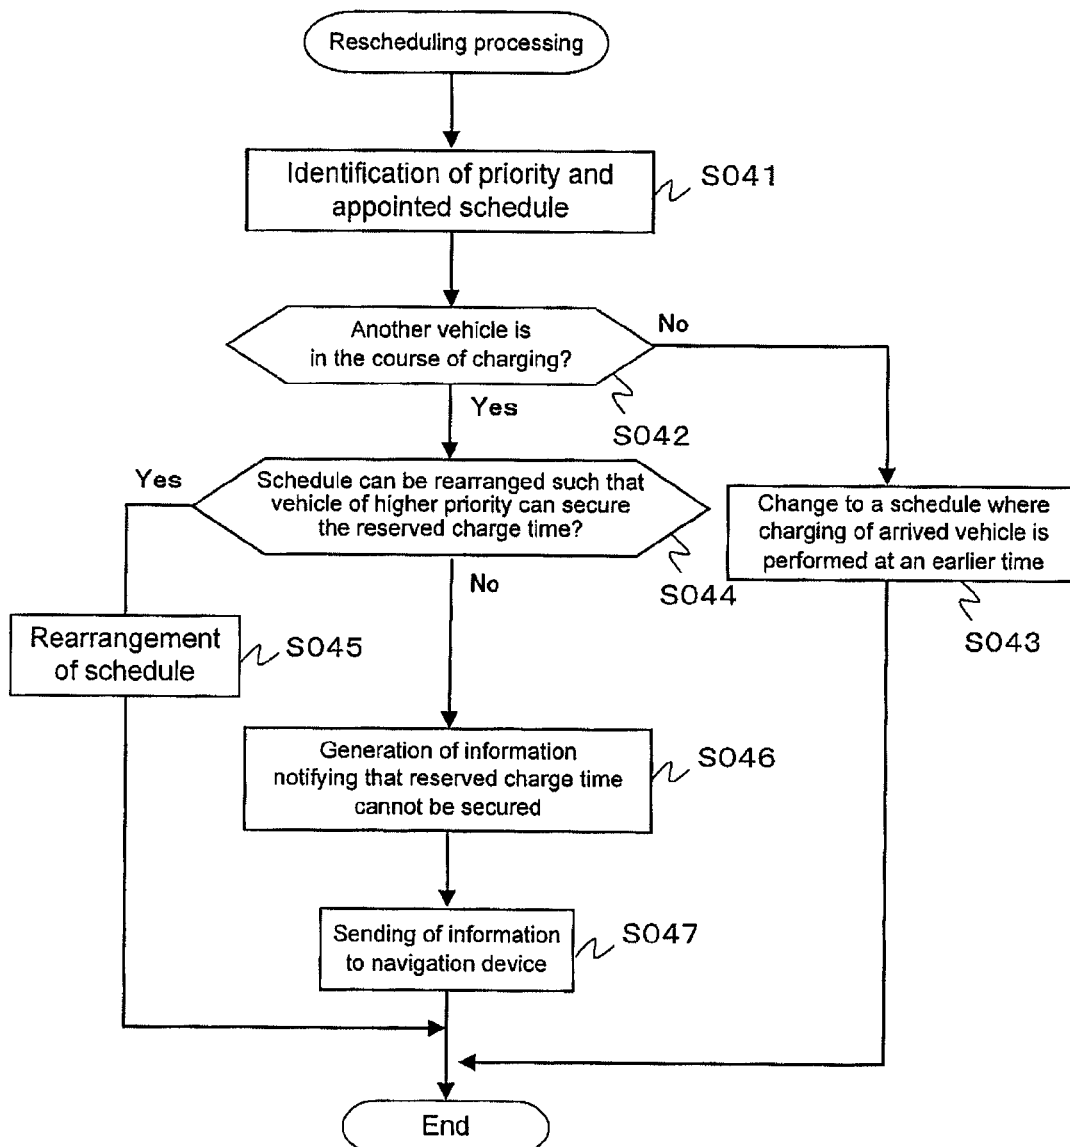 Rescheduling processing
Identification of priority and
appointed schedule
S041
Another vehicle is
in the course of charging?
No
Yes
S042
Yes
Schedule can be rearranged such that
vehicle of higher priority can secure
the reserved charge time?
No
S044
Change to a schedule where
charging of arrived vehicle is
performed at an earlier time
S043
Rearrangement
of schedule
S045
Generation of information
notifying that reserved charge time
cannot be secured
S046
Sending of information
to navigation device
S047
End